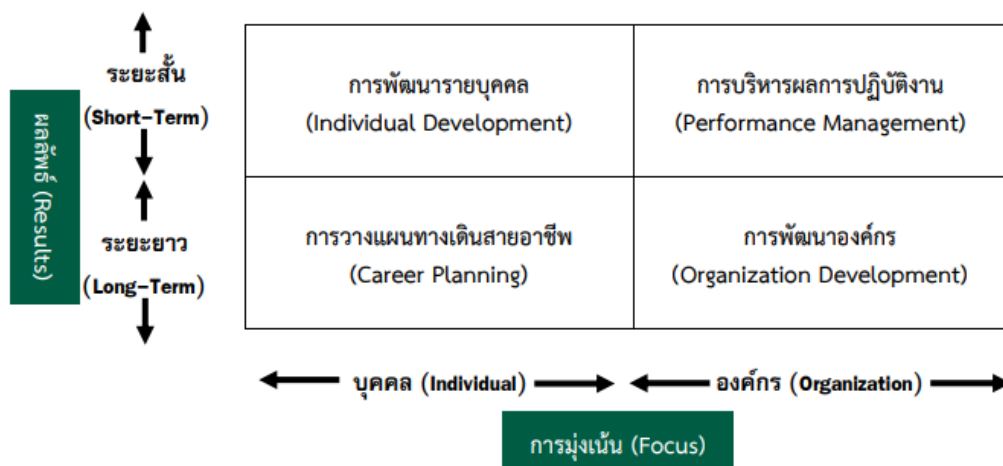 ผลลัพธ์ (Results)
ระยะสั้น
(Short-Term)
ระยะยาว
(Long-Term)
การพัฒนารายบุคคล
(Individual Development)
การบริหารผลการปฏิบัติงาน
(Performance Management)
การวางแผนทางเดินสายอาชีพ
(Career Planning)
การพัฒนาองค์กร
(Organization Development)
บุคคล (Individual)
องค์กร (Organization)
การมุ่งเน้น (Focus)